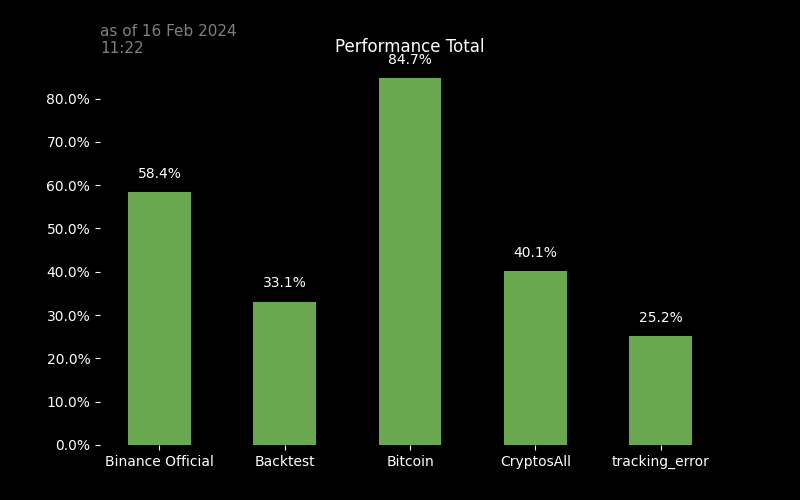 as of 16 Feb 2024
11:22
Performance Total
84.7%
80.0%
70.0%
60.0%
58.4%
50.0%
40.0%
40.1%
33.1%
30.0%
25.2%
20.0%
10.0%
0.0%
Binance Official
Backtest
Bitcoin
CryptosAll
tracking_error